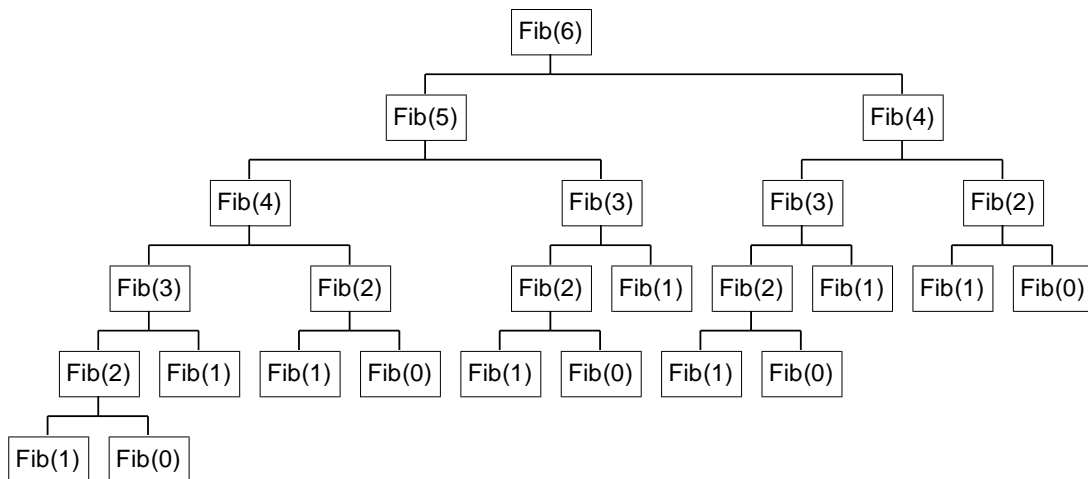 Fib(6)
Fib(5) Fib(4)
Fib(4) Fib(3) Fib(3) Fib(2)
Fib(3) Fib(2) Fib(2) Fib(1) Fib(2) Fib(1) Fib(1) Fib(0)
Fib(2) Fib(1) Fib(1) Fib(0) Fib(1) Fib(0) Fib(1) Fib(0)
Fib(1) Fib(0)